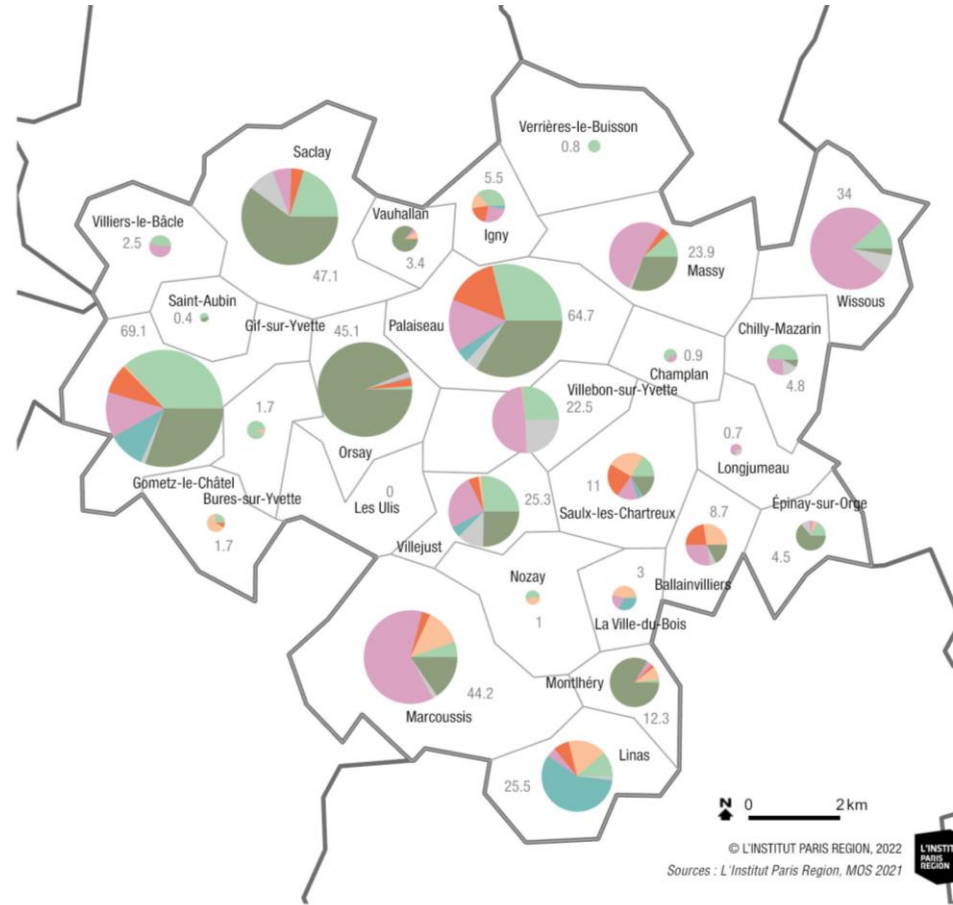 Verrières-le-Buisson
0.8
Saclay
47.1
5.5
Igny
34
Wissous
Villiers-le-Bâcle
2.5
Vauhallan
3.4
23.9
Massy
Saint-Aubin
0.4
69.1
Gif-sur-Yvette
45.1
Palaiseau
64.7
Chilly-Mazarin
4.8
0.9
Champlan
Villebon-sur-Yvette
22.5
1.7
Orsay
0.7
Longjumeau
Gometz-le-Châtel
Bures-sur-Yvette
1.7
0
Les Ulis
25.3
Villejust
11
Saulx-les-Chartreux
8.7
Ballainvilliers
Épinay-sur-Orge
4.5
Nozay
1
3
La Ville-du-Bois
44.2
Marcoussis
Montlhéry
12.3
Linas
25.5
N 0 2 km
© L'INSTITUT PARIS REGION, 2022
Sources : L'Institut Paris Region, MOS 2021
L'INSTIT
PARIS
REGION